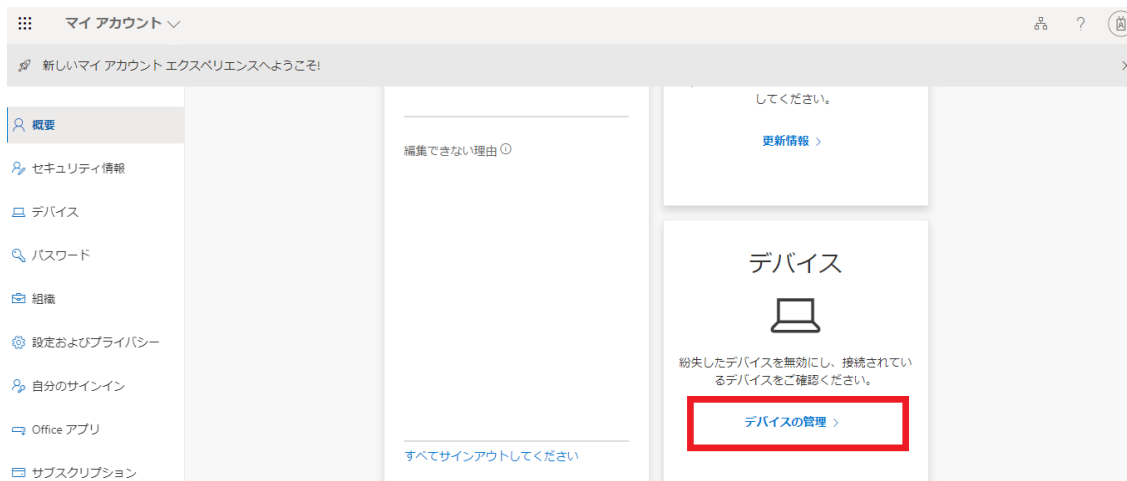 マイ アカウント
?
新しいマイ アカウント エクスペリエンスへようこそ!
概要
セキュリティ情報
デバイス
パスワード
組織
設定およびプライバシー
自分のサインイン
Office アプリ
サブスクリプション
編集できない理由
すべてサインアウトしてください
してください。
更新情報
デバイス
紛失したデバイスを無効にし、接続されてい
るデバイスをご確認ください。
デバイスの管理